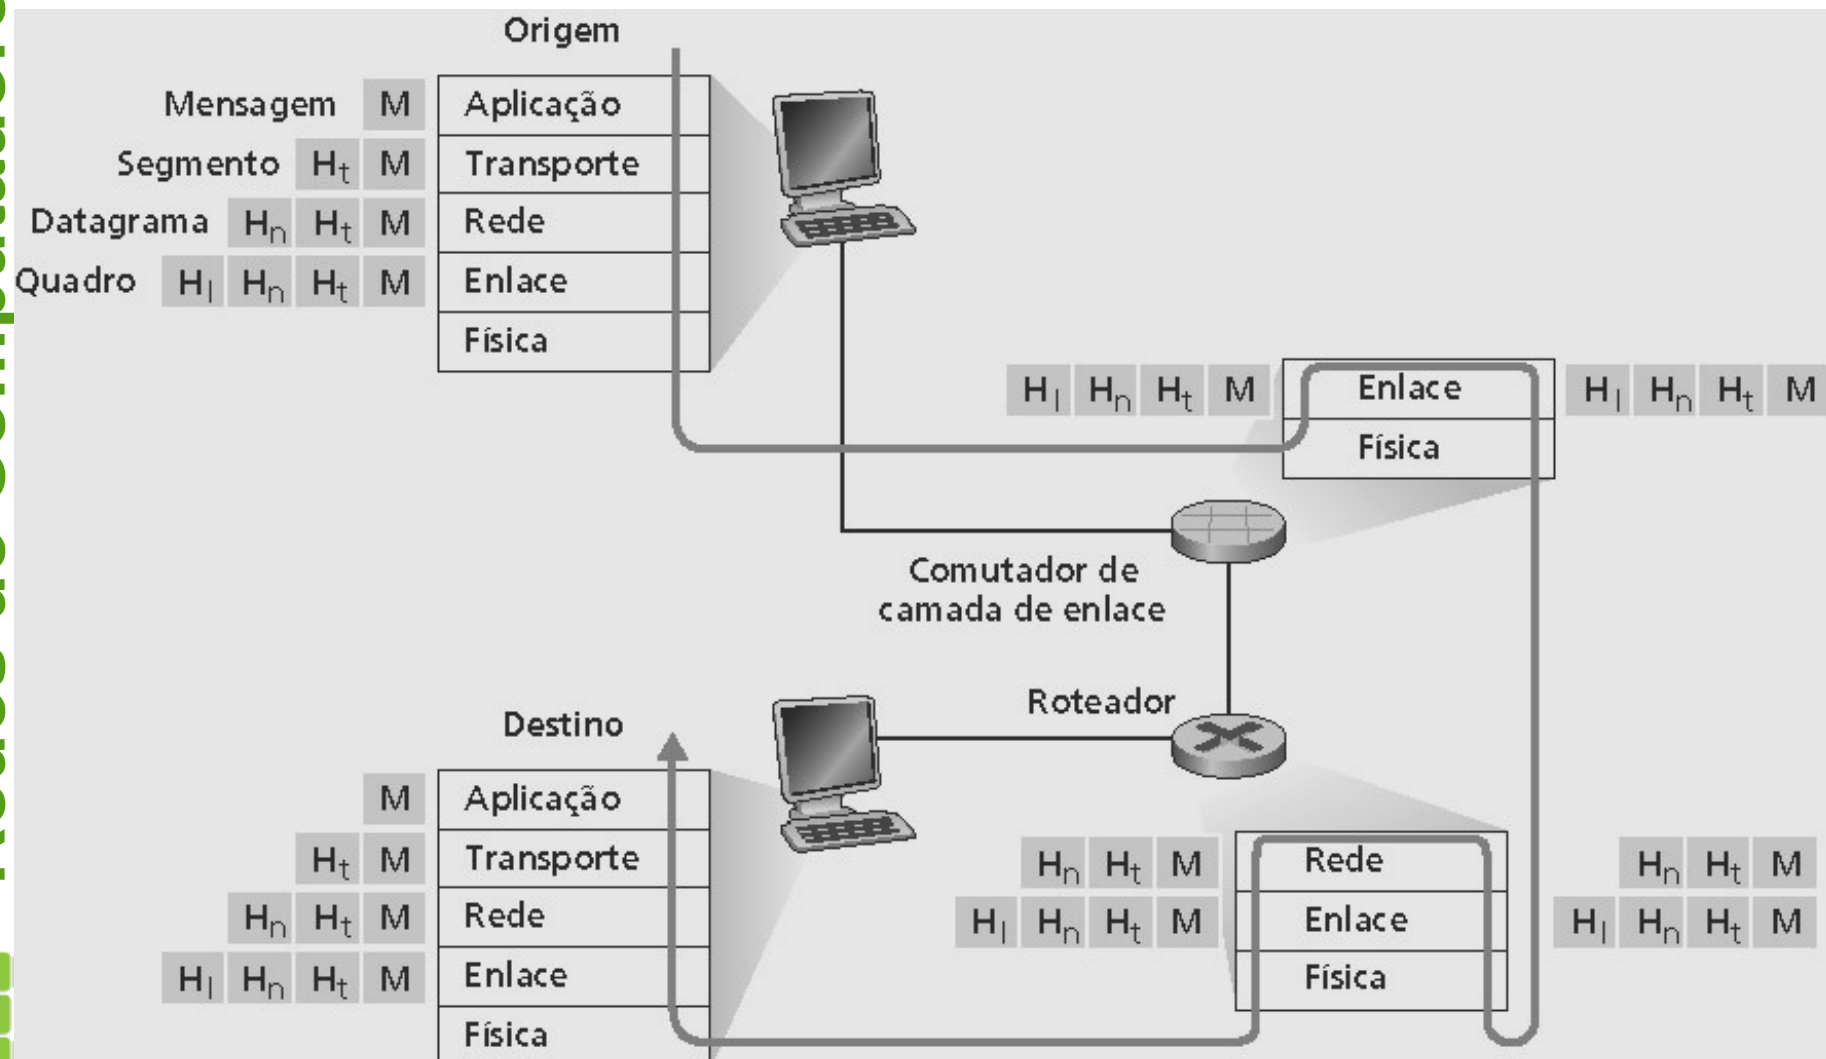 Origem
Mensagem M Aplicação
Segmento Ht M Transporte
Datagrama Hn Ht M Rede
Quadro Hl Hn Ht M Enlace
Física
Hl Hn Ht M Enlace Hl Hn Ht M
Física
Comutador de
camada de enlace
Roteador
Destino
M Aplicação
Ht M Transporte
Hn Ht M Rede
Hl Hn Ht M Enlace
Física
Hn Ht M Rede Hn Ht M
Hl Hn Ht M Enlace Hl Hn Ht M
Física